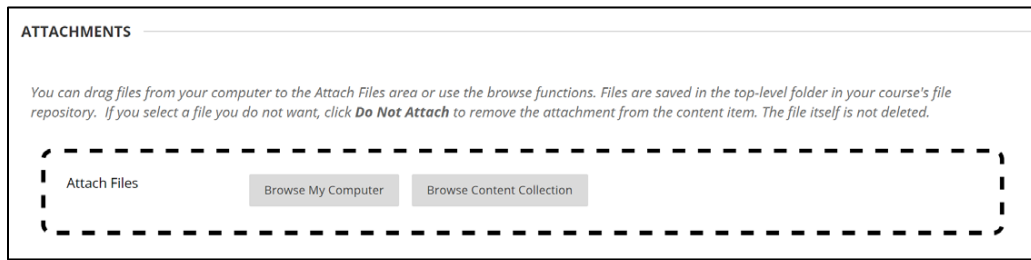 ATTACHMENTS
You can drag files from your computer to the Attach Files area or use the browse functions. Files are saved in the top-level folder in your course's file
repository. If you select a file you do not want, click Do Not Attach to remove the attachment from the content item. The file itself is not deleted.
Attach Files Browse My Computer Browse Content Collection